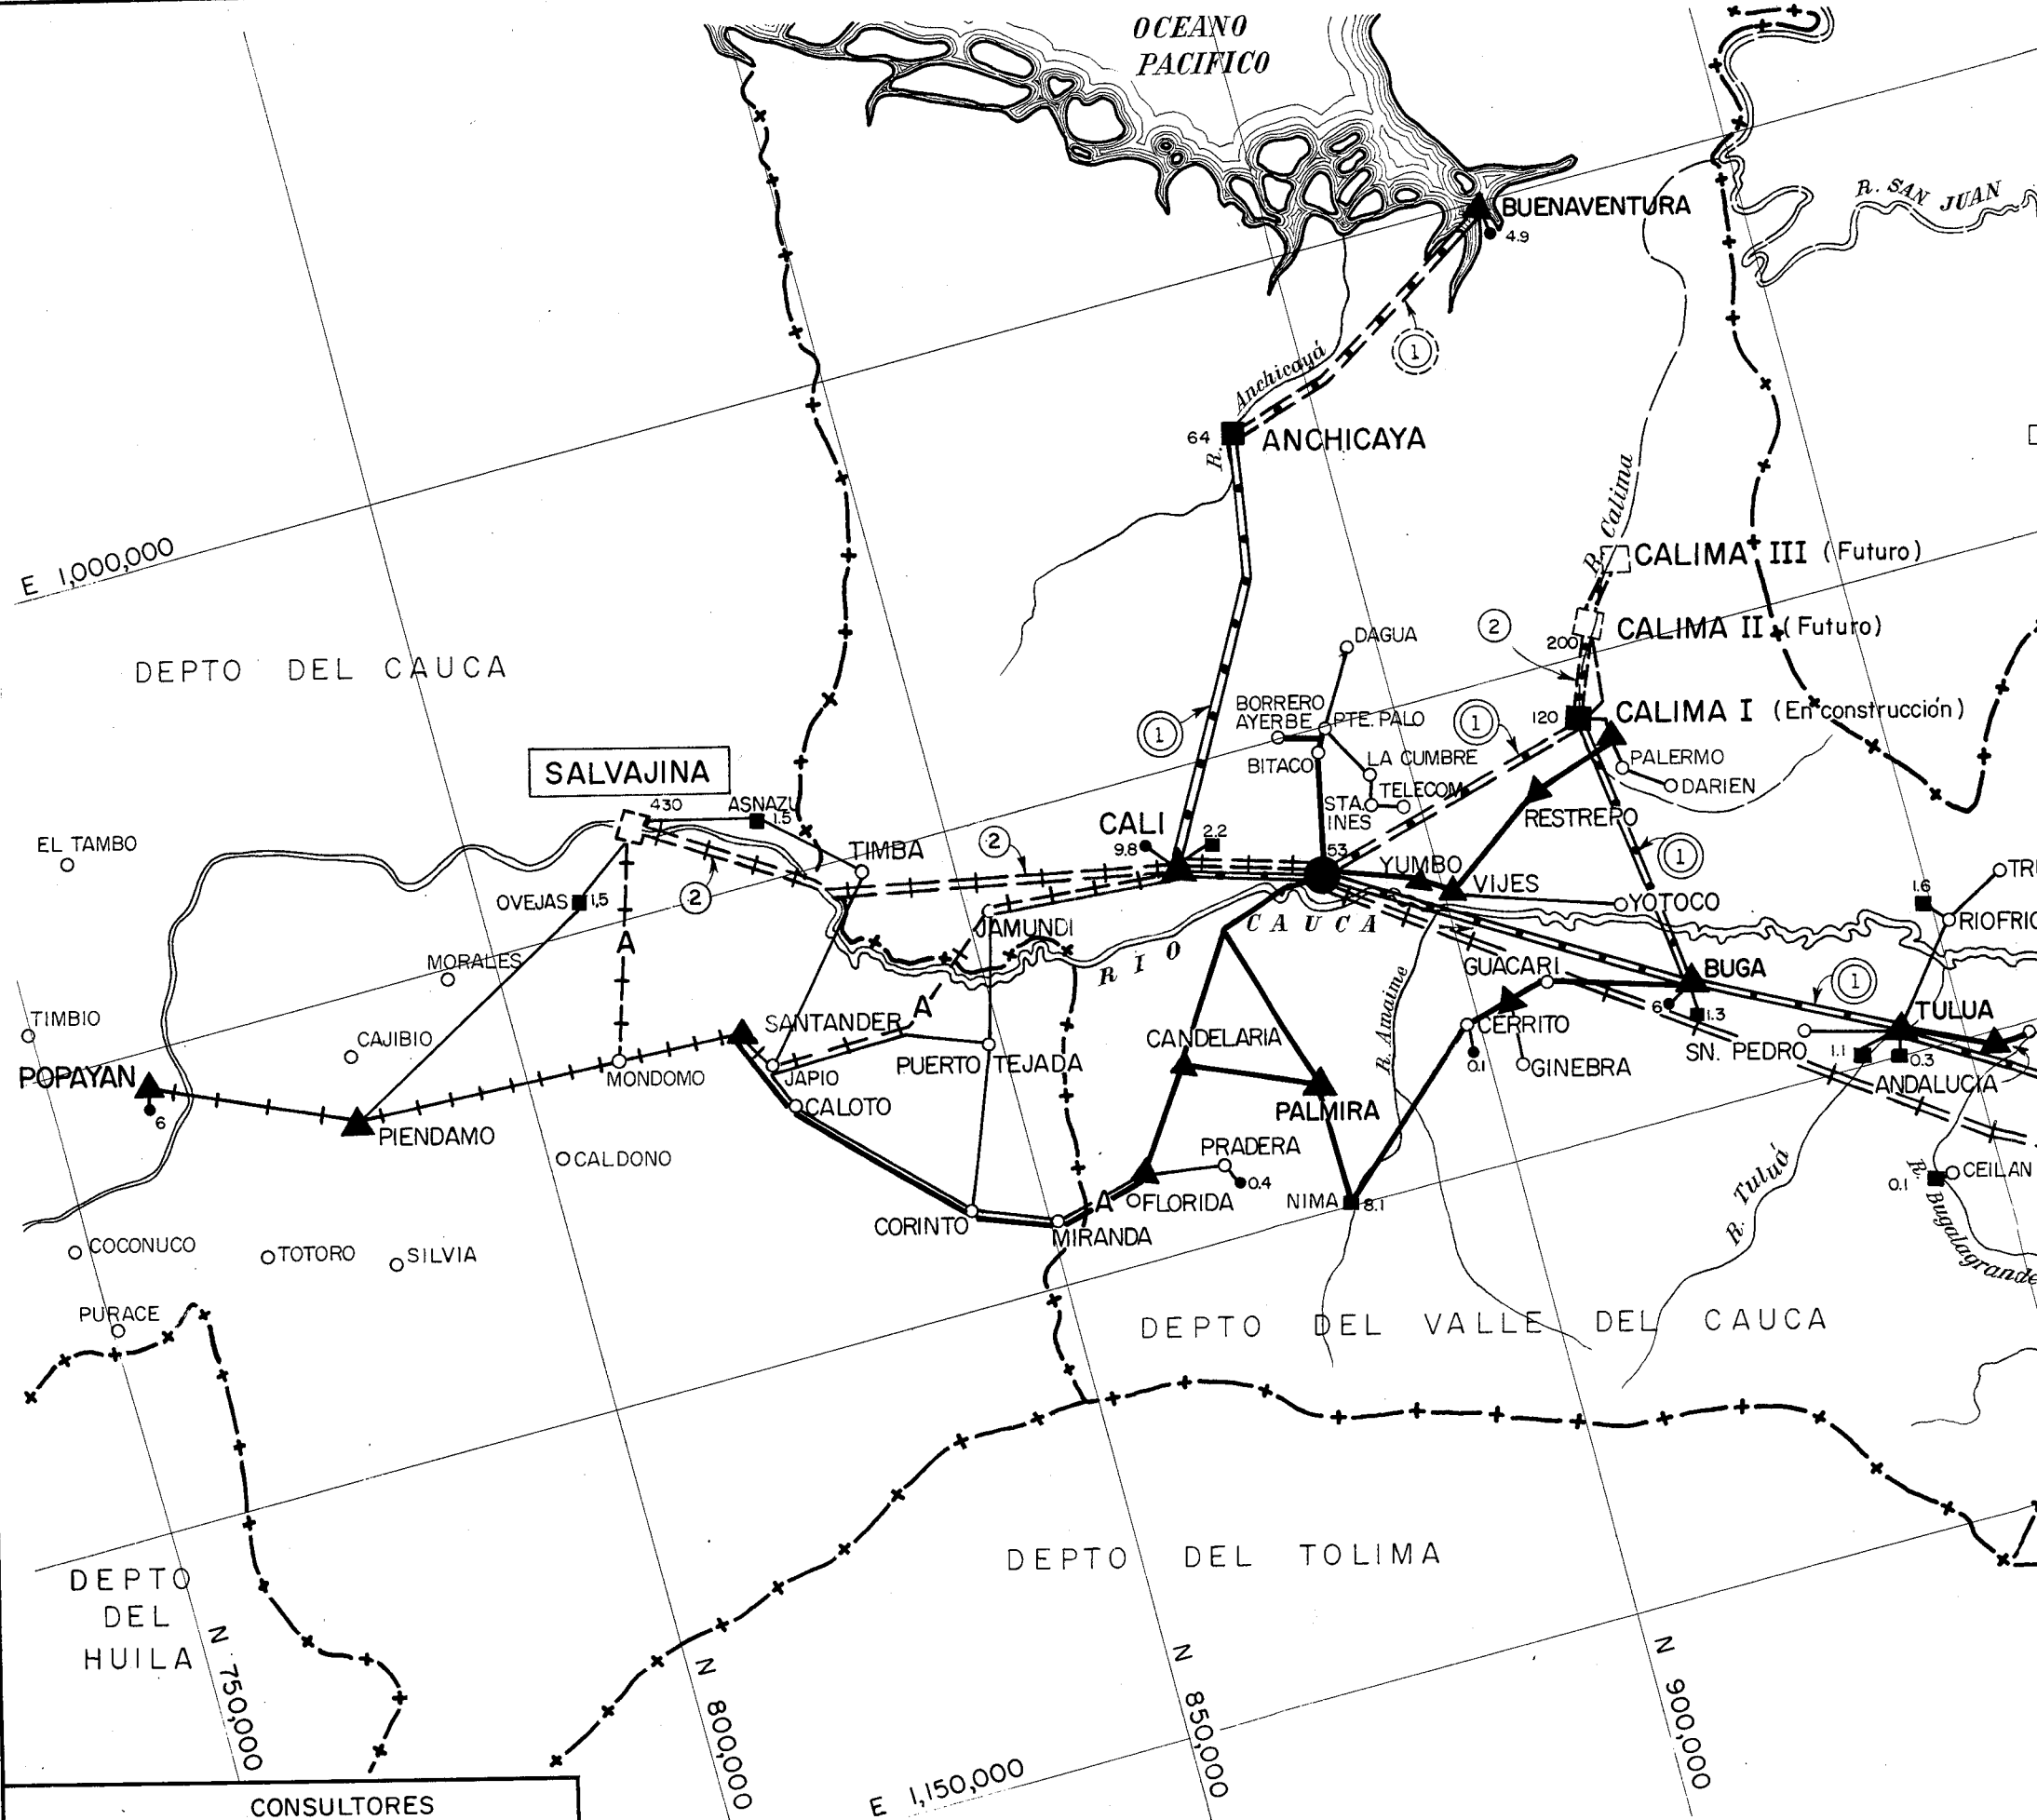 OCEANO
PACIFICO
BUENAVENTURA
4.9
R. SAN JUAN
1
Anchicayá
64
ANCHICAYA
R.
R. Calima
CALIMA III (Futuro)
E 1,000,000
2
CALIMA II (Futuro)
200
DAGUA
DEPTO DEL CAUCA
BORRERO
AYERBE
PTE. PALO
1
1
120
CALIMA I (En construcción)
BITACO
LA CUMBRE
PALERMO
SALVAJINA
TELECOM
DARIEN
430
ASNAZU
1.5
STA.
INES
RESTREPO
CALI
2.2
9.8
53
2
1
EL TAMBO
TIMBA
YUMBO
VIJES
2
OVEJAS
1.5
YOTOCO
1.6
RIOFRIO
JAMUNDI
RIO CAUCA
A
MORALES
GUACARI
BUGA
1
TIMBIO
A
SANTANDER
6
1.3
TULUA
CAJIBIO
CANDELARIA
R. Amaime
CERRITO
SN. PEDRO
PUERTO TEJADA
1.1
0.3
POPAYAN
MONDOMO
JAPIO
0.1
GINEBRA
ANDALUCIA
6
CALOTO
PALMIRA
PIENDAMO
PRADERA
CALDONO
0.4
R. Tuluá
CEILAN
0.1
R. Bugalagrande
A
FLORIDA
NIMA
8.1
CORINTO
MIRANDA
COCONUCO
TOTORO
SILVIA
PURACE
DEPTO DEL VALLE DEL CAUCA
DEPTO DEL TOLIMA
DEPTO
DEL
HUILA
N 750,000
N 800,000
N 850,000
N 900,000
E 1,150,000
CONSULTORES